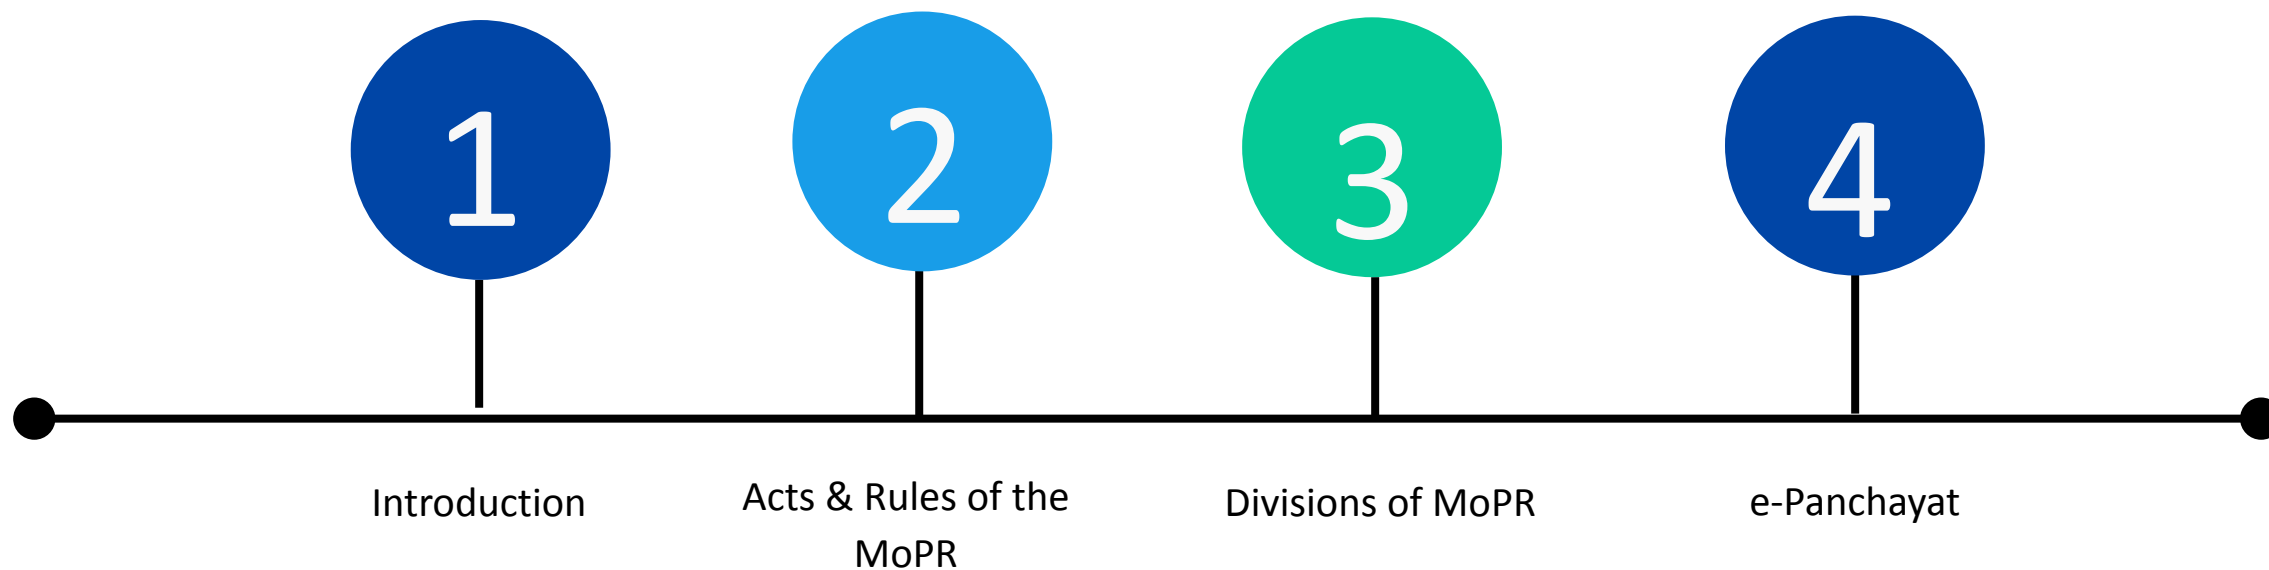 1
2
3
4
Introduction
Acts & Rules of the
MoPR
Divisions of MoPR
e-Panchayat